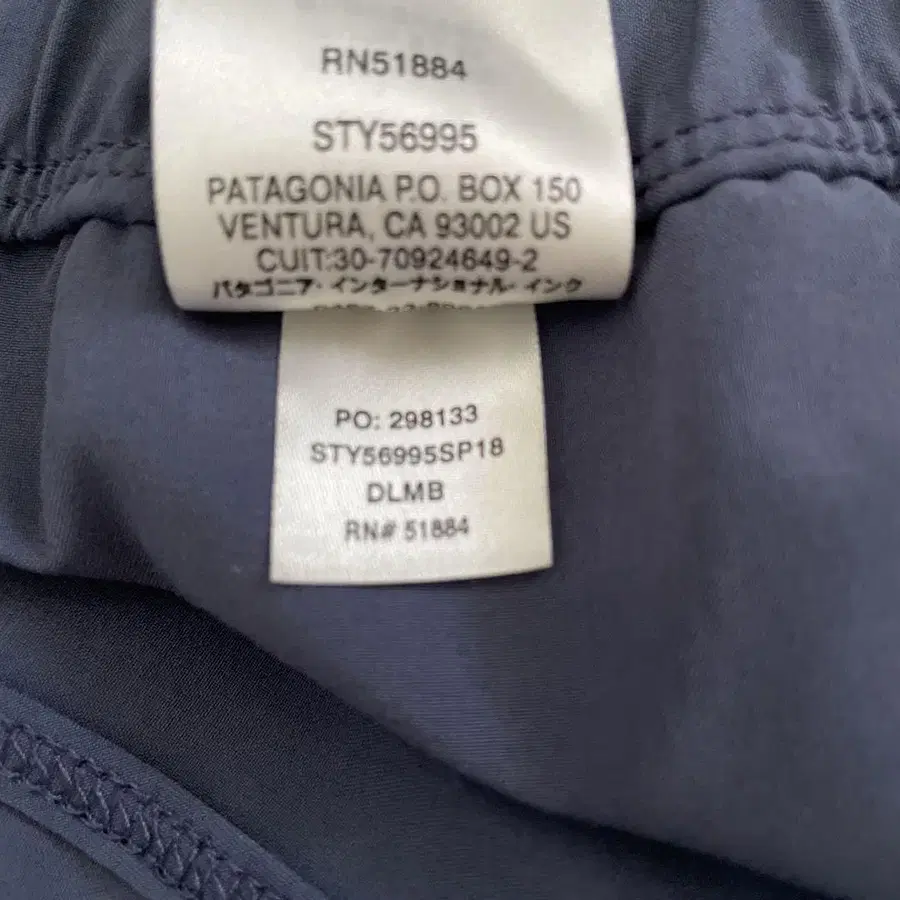 RN51884
STY56995
PATAGONIA P.O. BOX 150
VENTURA, CA 93002 US
CUIT:30-70924649-2
パタゴニア・インターナショナル・インク
PO: 298133
STY56995SP18
DLMB
RN# 51884